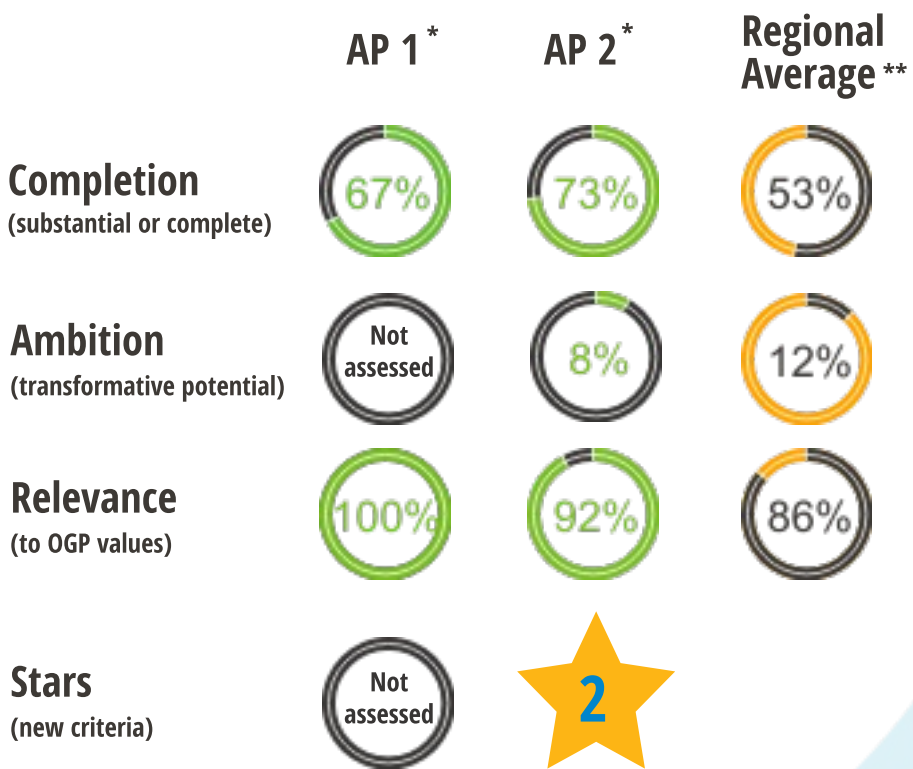 AP 1 *
AP 2 *
Regional
Average **
Completion
(substantial or complete)
67%
73%
53%
Ambition
(transformative potential)
Not
assessed
8%
12%
Relevance
(to OGP values)
100%
92%
86%
Stars
(new criteria)
Not
assessed
2